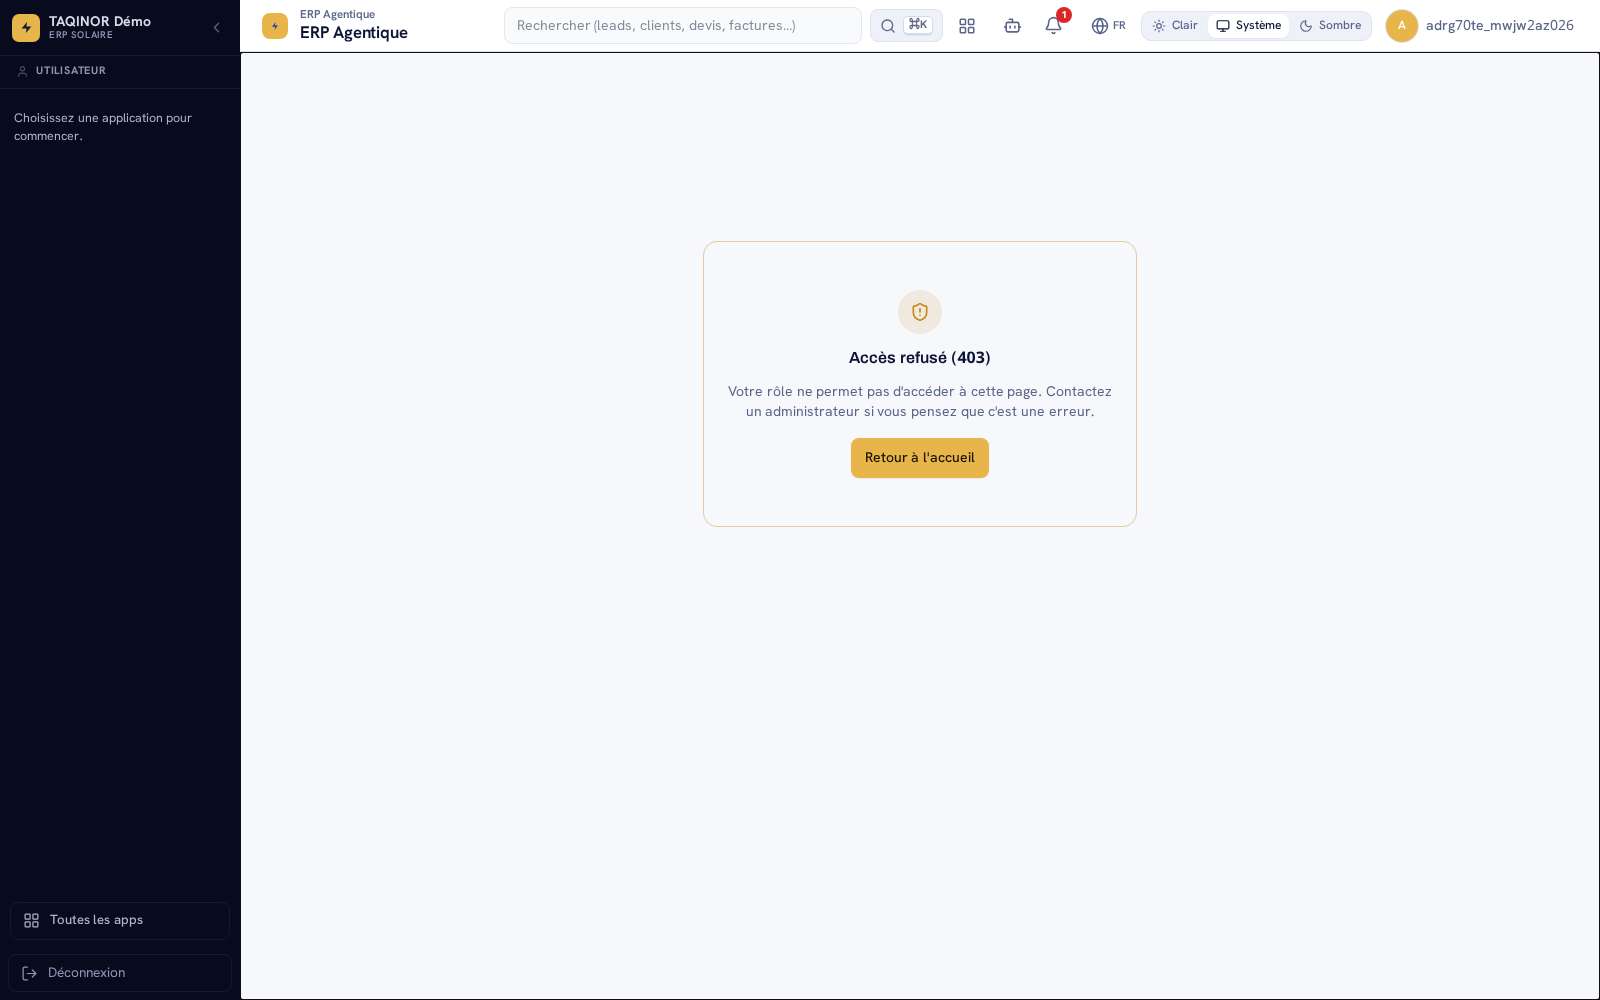 TAQINOR Démo
ERP SOLAIRE
UTILISATEUR
Choisissez une application pour
commencer.
Toutes les apps
Déconnexion
ERP Agentique
ERP Agentique
Rechercher (leads, clients, devis, factures...)
⌘K
1
FR
Clair
Système
Sombre
A
adrg70te_mwjw2az026
Accès refusé (403)
Votre rôle ne permet pas d'accéder à cette page. Contactez
un administrateur si vous pensez que c'est une erreur.
Retour à l'accueil